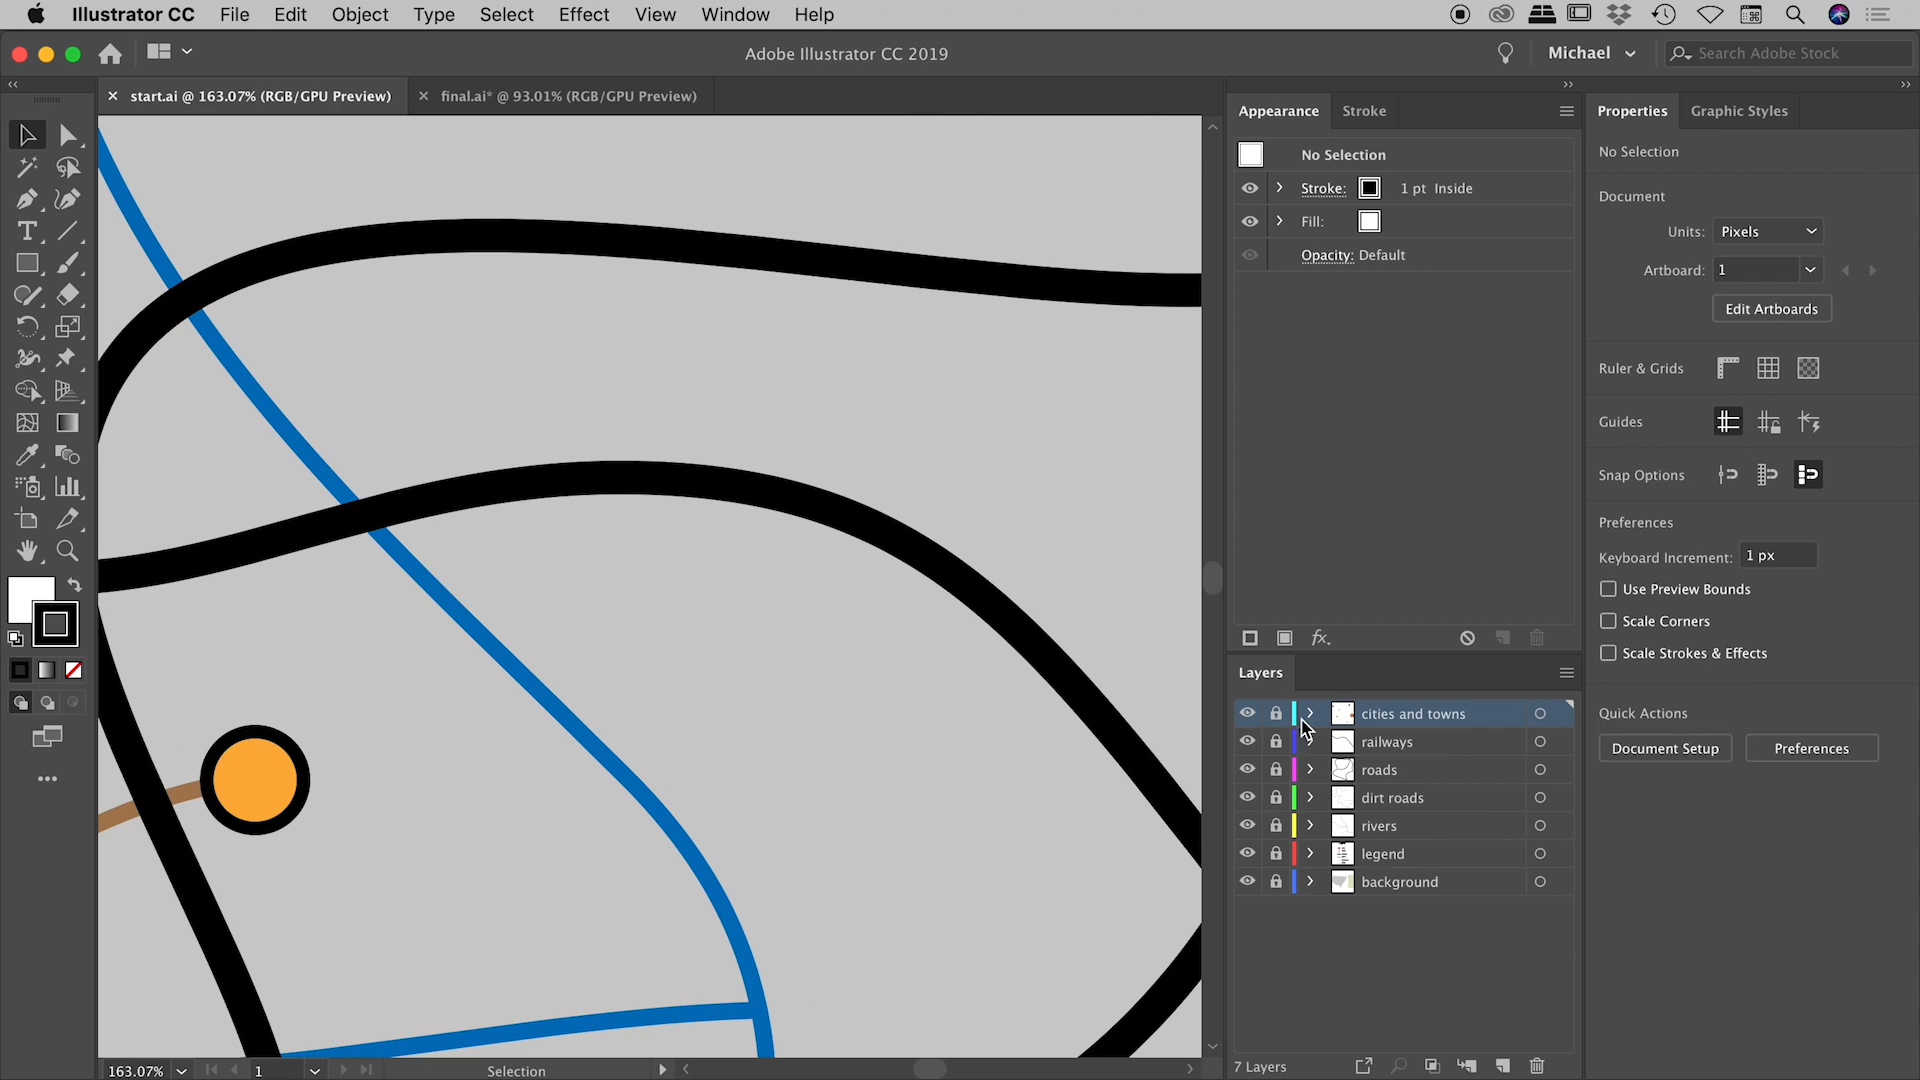 Illustrator CC File Edit Object Type Select Effect View Window Help
Adobe Illustrator CC 2019
Michael
Search Adobe Stock
× start.ai @ 163.07% (RGB/GPU Preview)
× final.ai* @ 93.01% (RGB/GPU Preview)
Appearance Stroke
No Selection
Stroke: 1 pt Inside
Fill:
Opacity: Default
fx.
Layers
cities and towns
railways
roads
dirt roads
rivers
legend
background
7 Layers
Properties Graphic Styles
No Selection
Document
Units: Pixels
Artboard: 1
Edit Artboards
Ruler & Grids
Guides
Snap Options
Preferences
Keyboard Increment: 1 px
Use Preview Bounds
Scale Corners
Scale Strokes & Effects
Quick Actions
Document Setup Preferences
163.07% 1 Selection